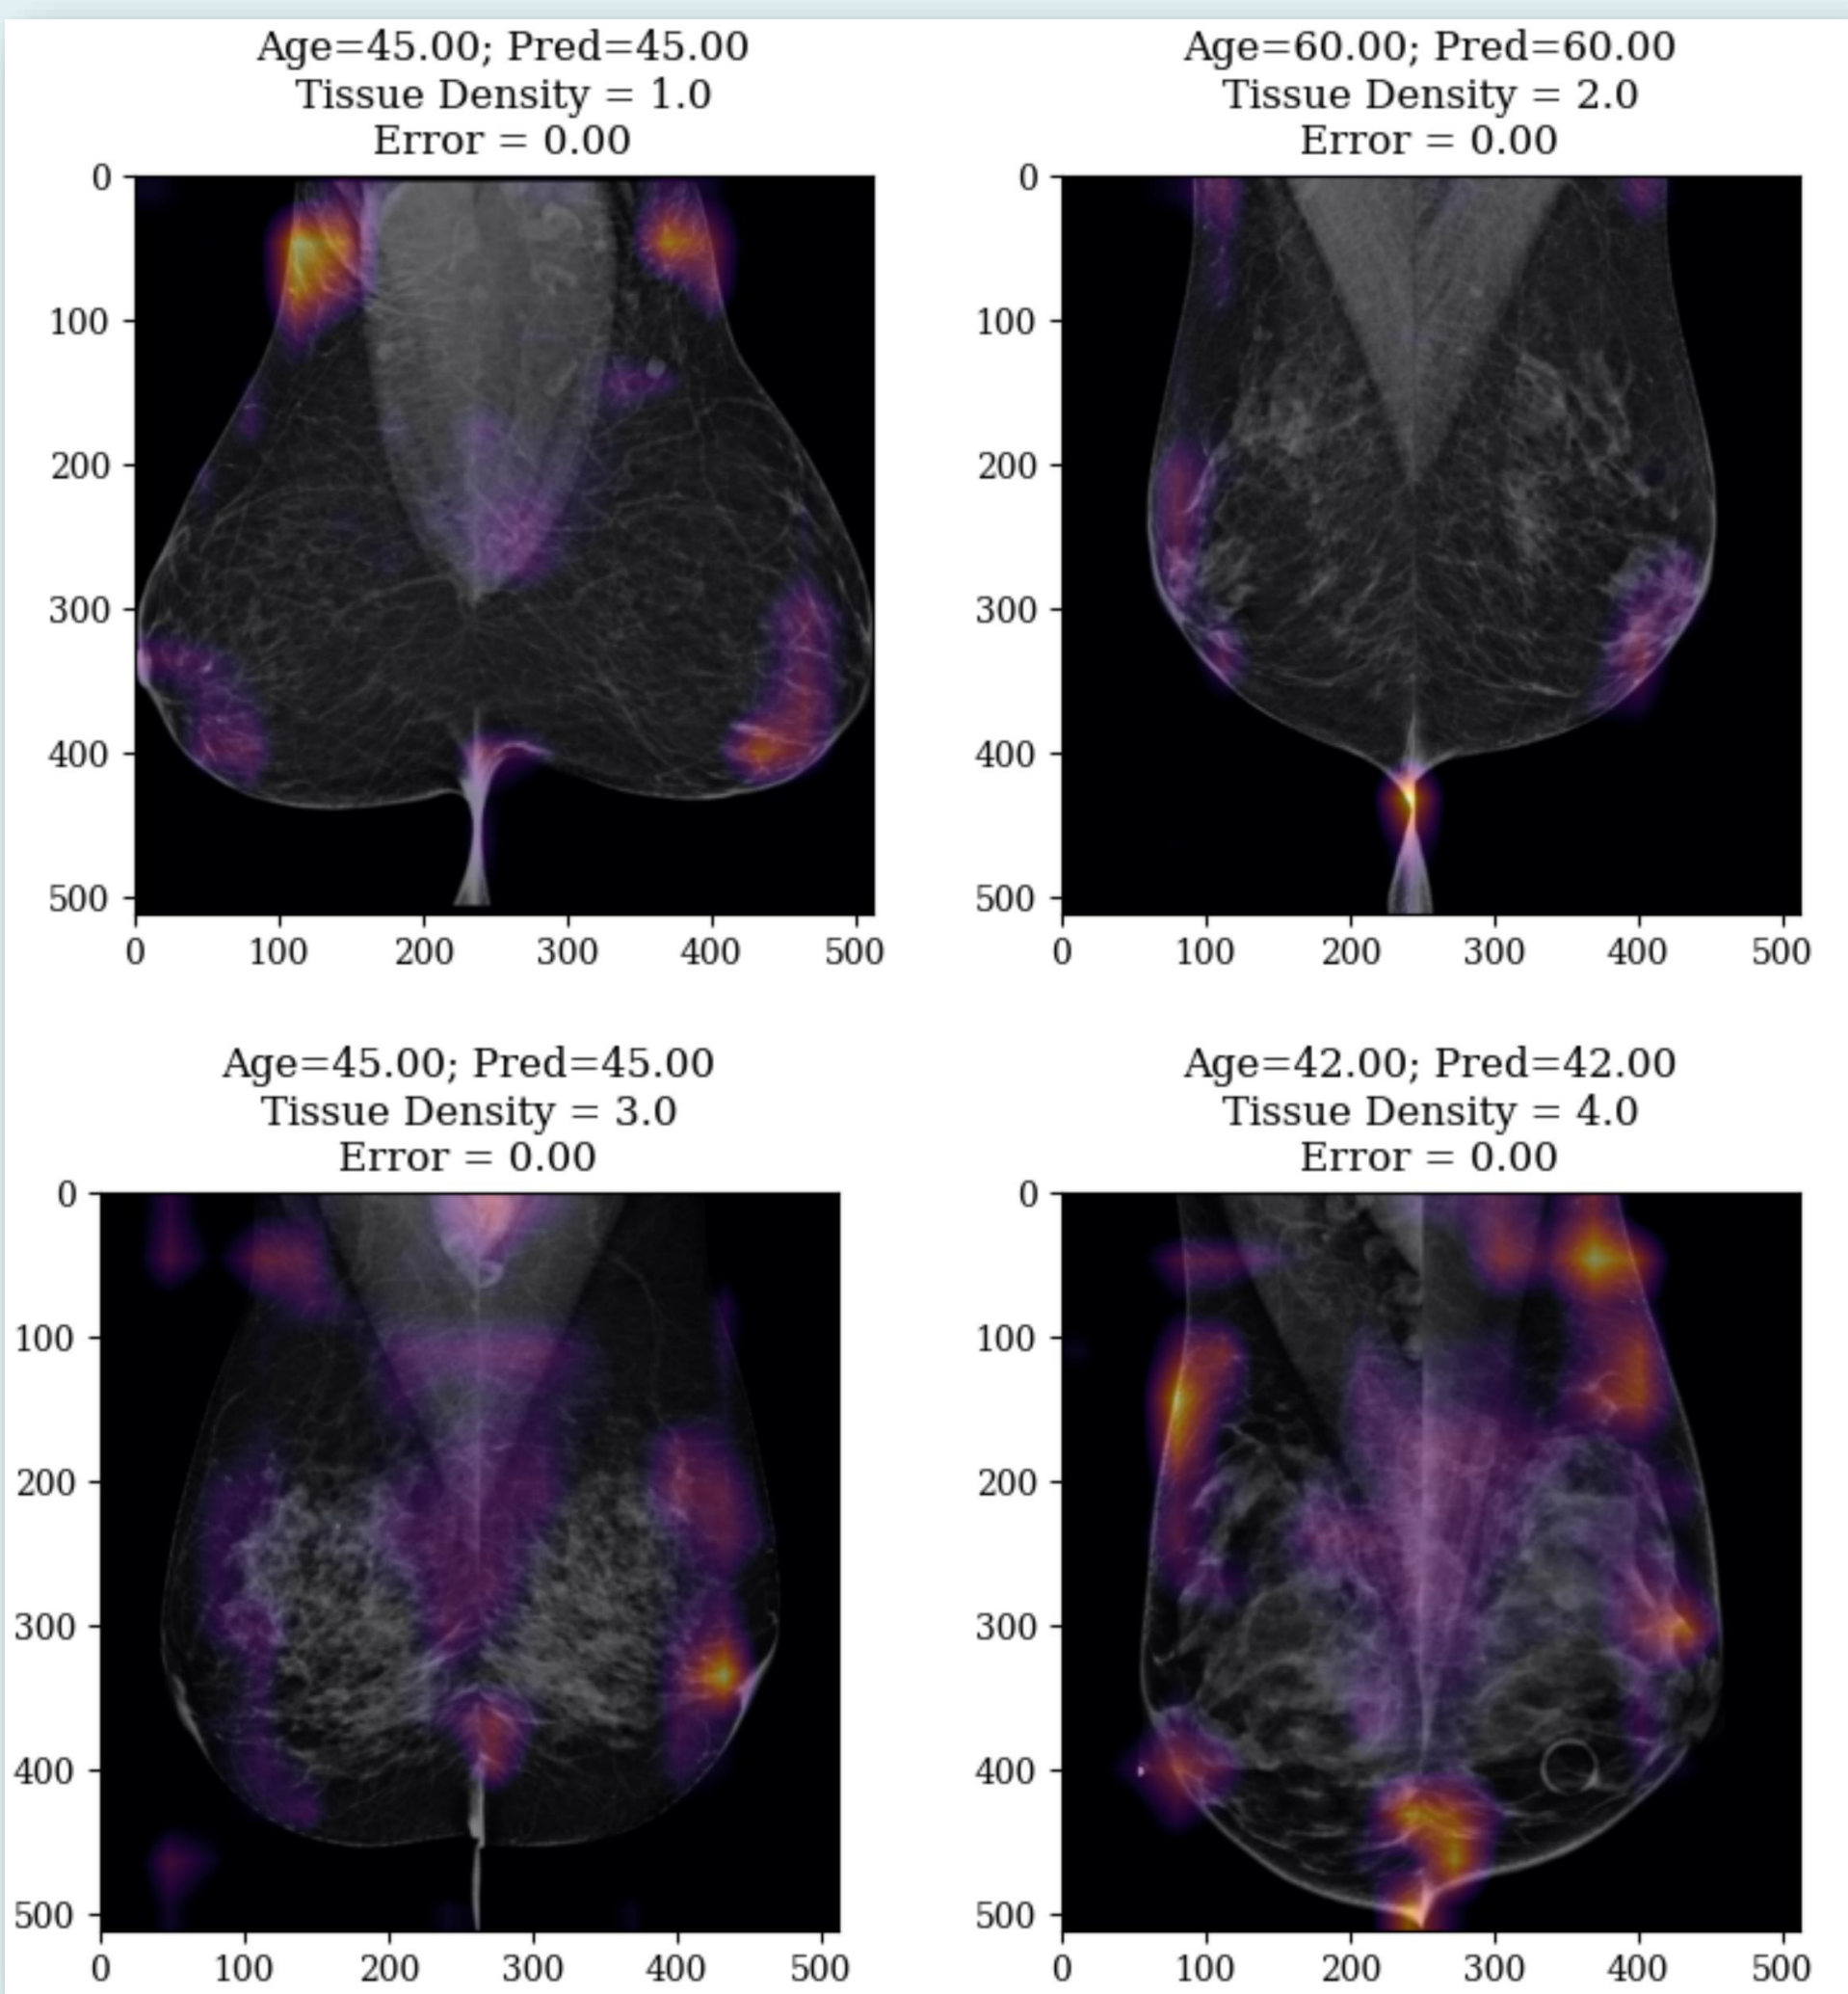 Age=45.00; Pred=45.00
Tissue Density = 1.0
Error = 0.00
0
100
200
300
400
500
0 100 200 300 400 500
Age=60.00; Pred=60.00
Tissue Density = 2.0
Error = 0.00
0
100
200
300
400
500
0 100 200 300 400 500
Age=45.00; Pred=45.00
Tissue Density = 3.0
Error = 0.00
0
100
200
300
400
500
0 100 200 300 400 500
Age=42.00; Pred=42.00
Tissue Density = 4.0
Error = 0.00
0
100
200
300
400
500
0 100 200 300 400 500